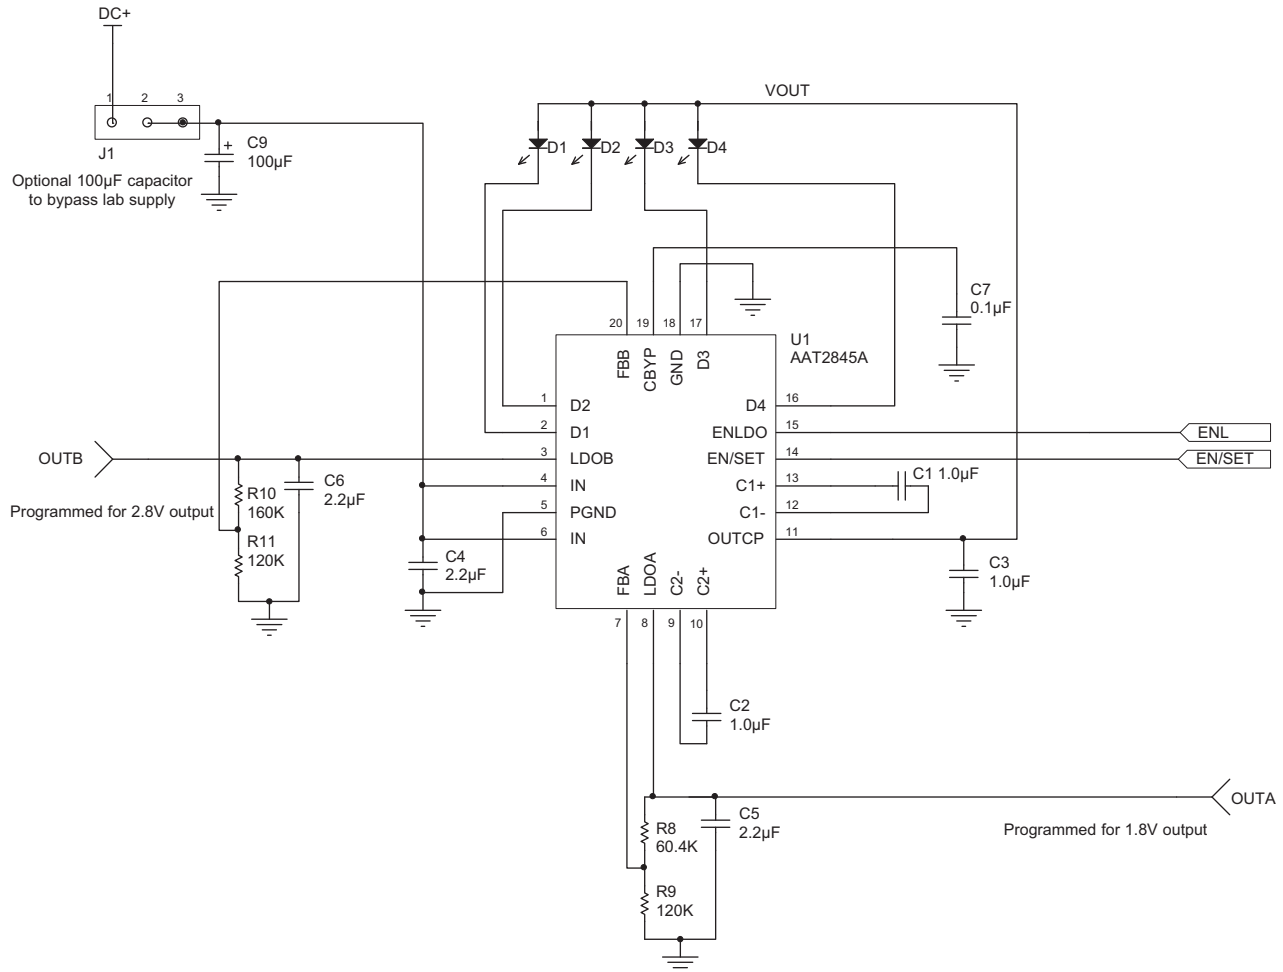 DC+
1 2 3
J1
C9
100µF
Optional 100µF capacitor
to bypass lab supply
VOUT
D1
D2
D3
D4
C7
0.1µF
U1
AAT2845A
20 19 18 17
FBB
CBYP
GND
D3
1 D2
2 D1
3 LDOB
4 IN
5 PGND
6 IN
D4 16
ENLDO 15
EN/SET 14
C1+ 13
C1- 12
OUTCP 11
FBA
LDOA
C2-
C2+
7 8 9 10
ENL
EN/SET
C1 1.0µF
C3
1.0µF
OUTB
Programmed for 2.8V output
R10
160K
R11
120K
C6
2.2µF
C4
2.2µF
C2
1.0µF
R8
60.4K
R9
120K
C5
2.2µF
OUTA
Programmed for 1.8V output